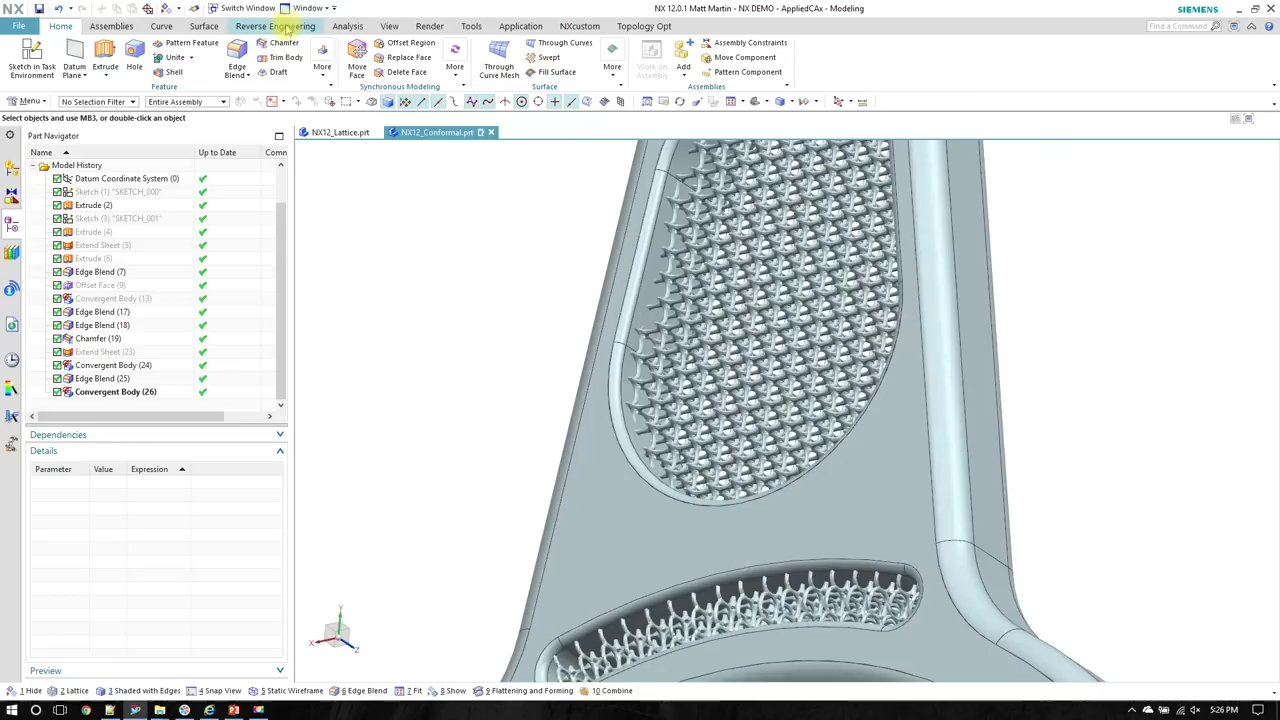 NX Switch Window Window NX 12.0.1 Matt Martin - NX DEMO - AppliedCAx - Modeling SIEMENS
File Home Assemblies Curve Surface Reverse Engineering Analysis View Render Tools Application NXcustom Topology Opt Find a Command
Sketch in Task Environment
Datum Plane
Extrude
Hole
Pattern Feature
Unite
Shell
Edge Blend
Chamfer
Trim Body
Draft
More
Feature
Move Face
Offset Region
Replace Face
Delete Face
More
Synchronous Modeling
Through Curve Mesh
Through Curves
Swept
Fill Surface
More
Surface
Work on Assembly
Add
Assembly Constraints
Move Component
Pattern Component
Assemblies
Menu No Selection Filter Entire Assembly
Select objects and use MB3, or double-click an object
Part Navigator
NX12_Lattice.prt NX12_Conformal.prt
Name Up to Date Comn
Model History
Datum Coordinate System (0)
Sketch (1) "SKETCH_000"
Extrude (2)
Sketch (3) "SKETCH_001"
Extrude (4)
Extend Sheet (5)
Extrude (6)
Edge Blend (7)
Offset Face (9)
Convergent Body (13)
Edge Blend (17)
Edge Blend (18)
Chamfer (19)
Extend Sheet (23)
Convergent Body (24)
Edge Blend (25)
Convergent Body (26)
Dependencies
Details
Parameter Value Expression
Preview
X Y Z
1 Hide 2 Lattice 3 Shaded with Edges 4 Snap View 5 Static Wireframe 6 Edge Blend 7 Fit 8 Show 9 Flattening and Forming 10 Combine
5:26 PM